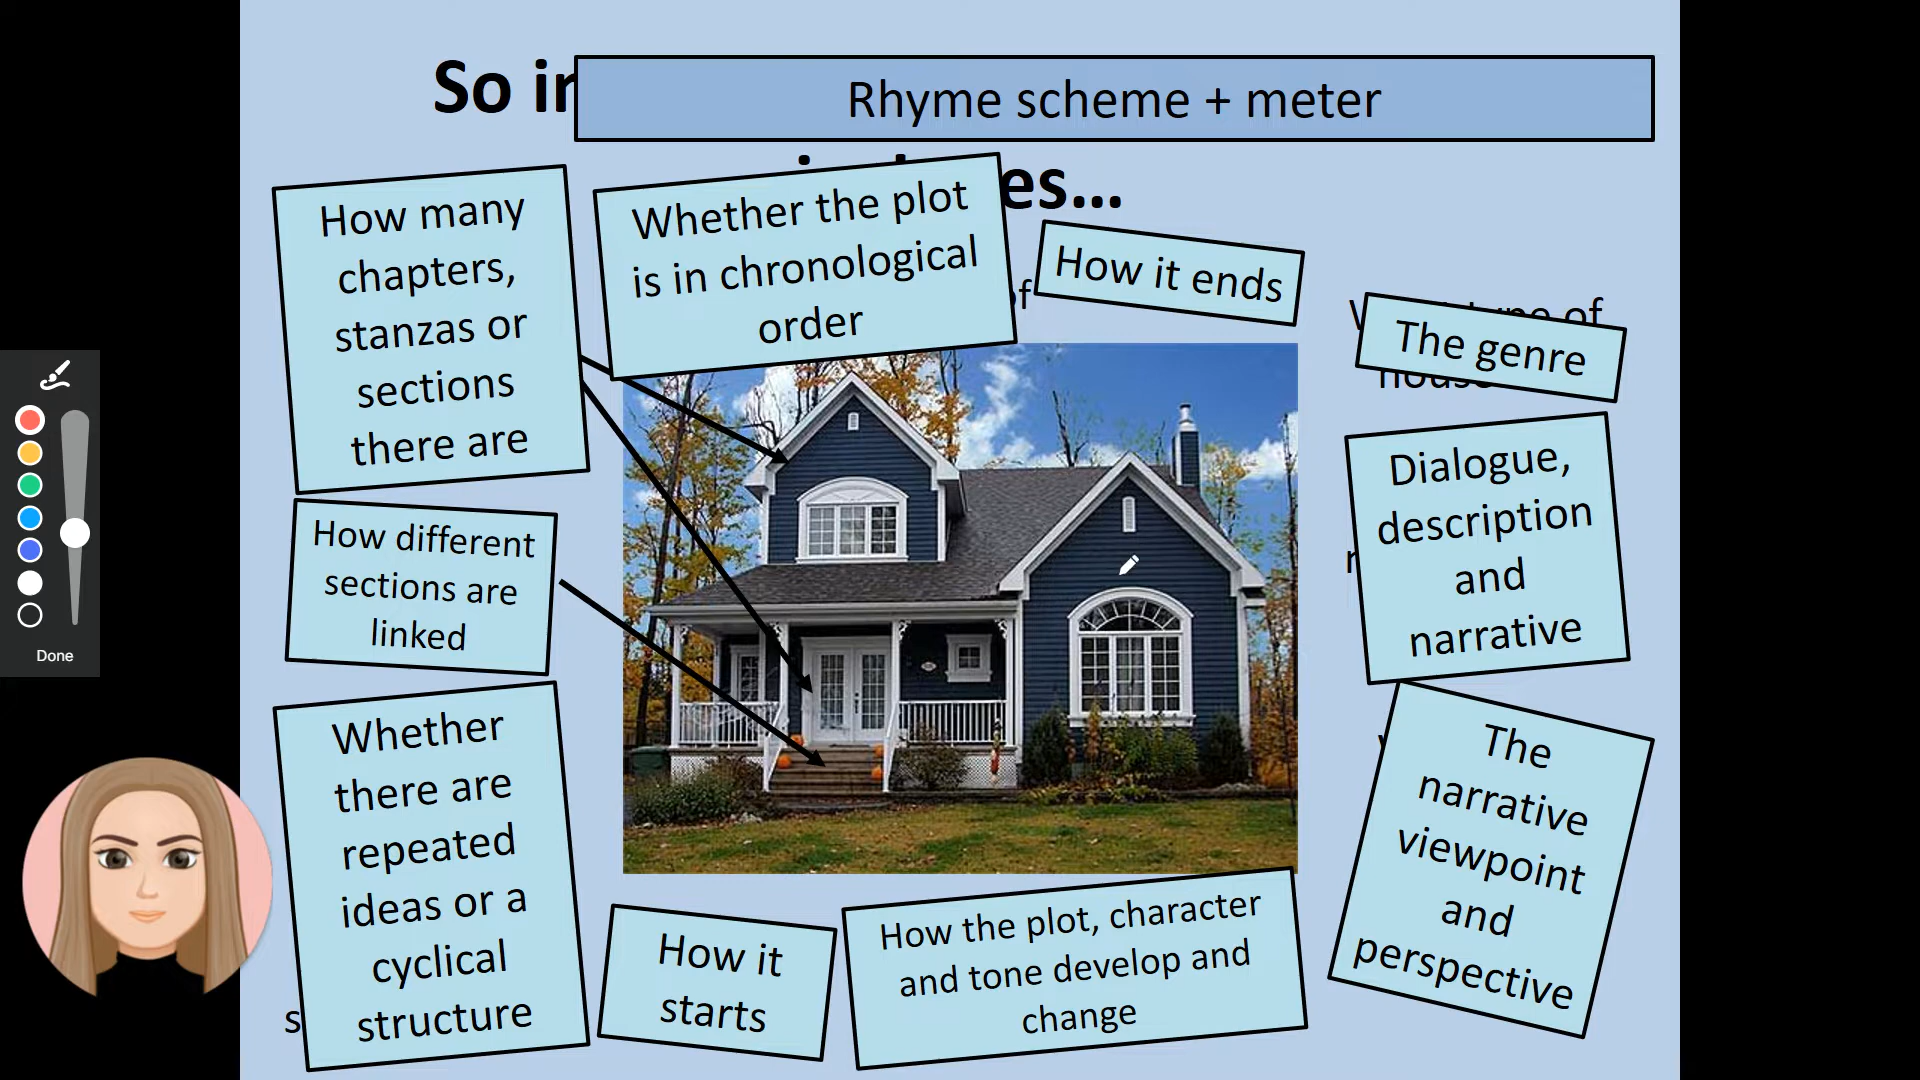 So in
Rhyme scheme + meter
es...
How many
chapters,
stanzas or
sections
there are
Whether the plot
is in chronological
order
of
How it ends
The genre
Dialogue,
description
and
narrative
How different
sections are
linked
Whether
there are
repeated
ideas or a
cyclical
structure
The
narrative
viewpoint
and
perspective
How it
starts
How the plot, character
and tone develop and
change
s
Done